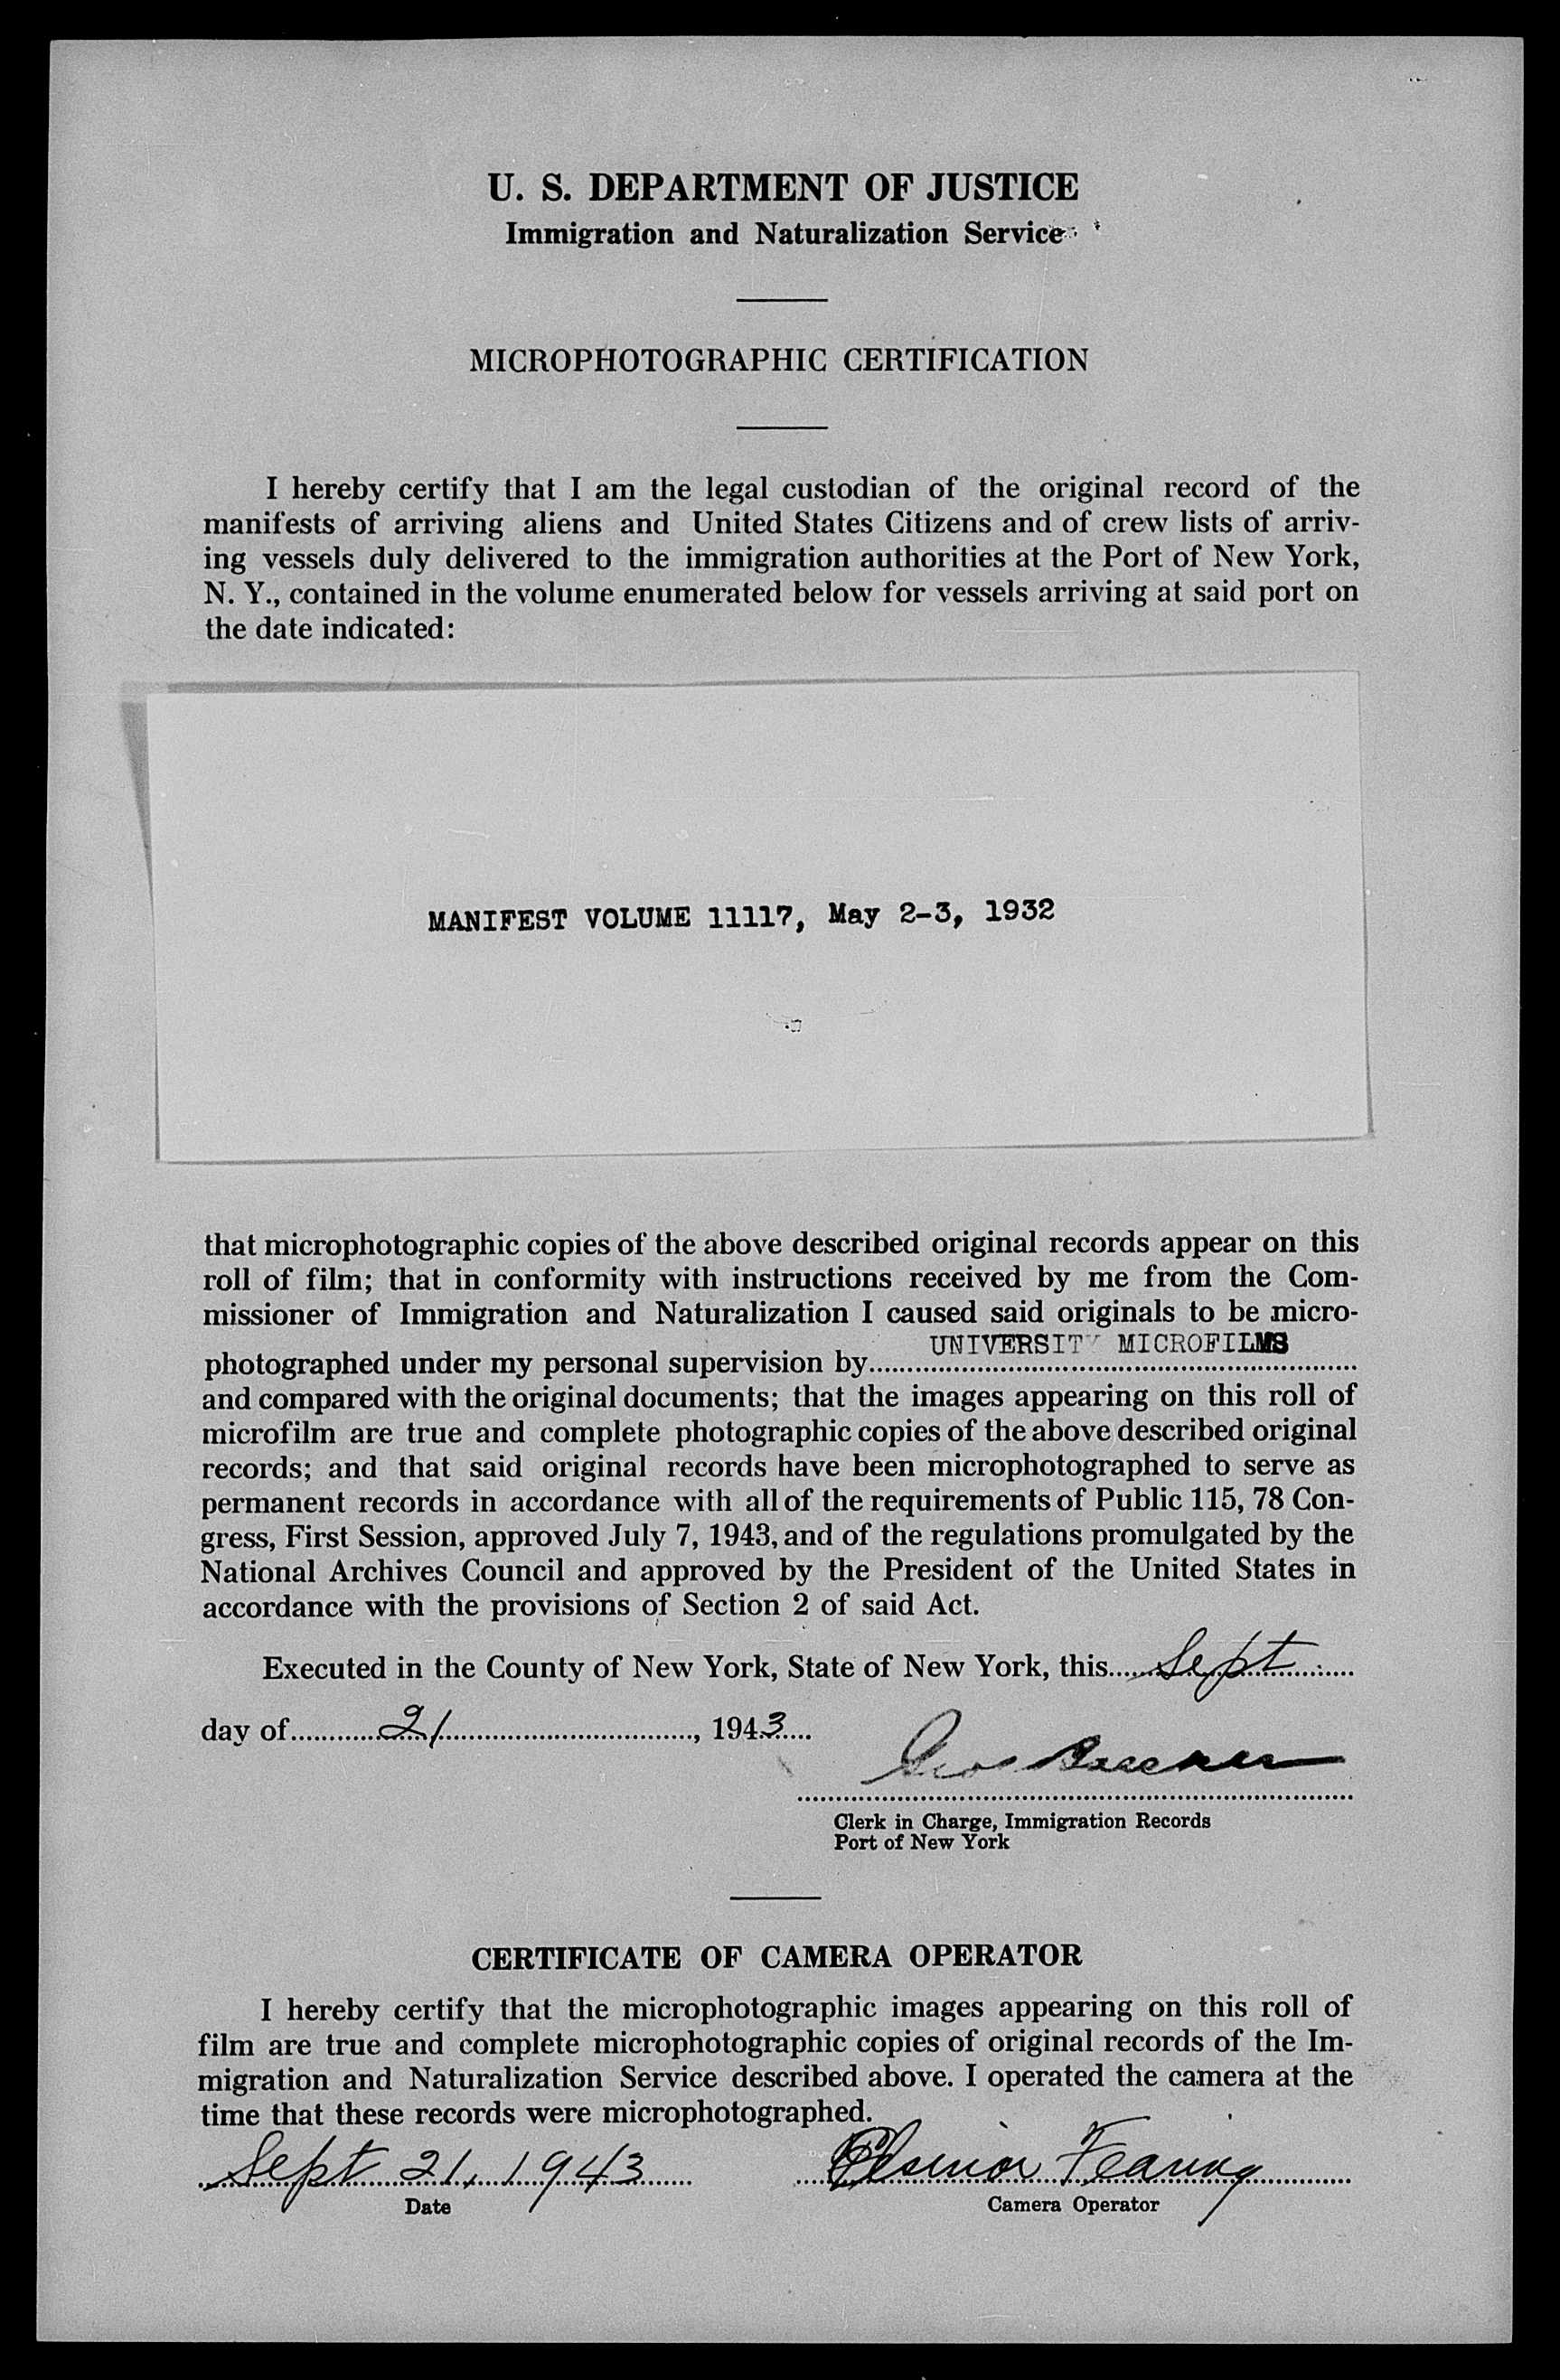 U. S. DEPARTMENT OF JUSTICE
Immigration and Naturalization Service
MICROPHOTOGRAPHIC CERTIFICATION
I hereby certify that I am the legal custodian of the original record of the
manifests of arriving aliens and United States Citizens and of crew lists of arriv-
ing vessels duly delivered to the immigration authorities at the Port of New York,
N. Y., contained in the volume enumerated below for vessels arriving at said port on
the date indicated:
MANIFEST VOLUME 11117, May 2-3, 1932
that microphotographic copies of the above described original records appear on this
roll of film; that in conformity with instructions received by me from the Com-
missioner of Immigration and Naturalization I caused said originals to be micro-
photographed under my personal supervision by UNIVERSITY MICROFILMS
and compared with the original documents; that the images appearing on this roll of
microfilm are true and complete photographic copies of the above described original
records; and that said original records have been microphotographed to serve as
permanent records in accordance with all of the requirements of Public 115, 78 Con-
gress, First Session, approved July 7, 1943, and of the regulations promulgated by the
National Archives Council and approved by the President of the United States in
accordance with the provisions of Section 2 of said Act.
Executed in the County of New York, State of New York, this Sept
day of 21, 1943
Geo
Clerk in Charge, Immigration Records
Port of New York
CERTIFICATE OF CAMERA OPERATOR
I hereby certify that the microphotographic images appearing on this roll of
film are true and complete microphotographic copies of original records of the Im-
migration and Naturalization Service described above. I operated the camera at the
time that these records were microphotographed.
Sept 21, 1943
Date
Camera Operator